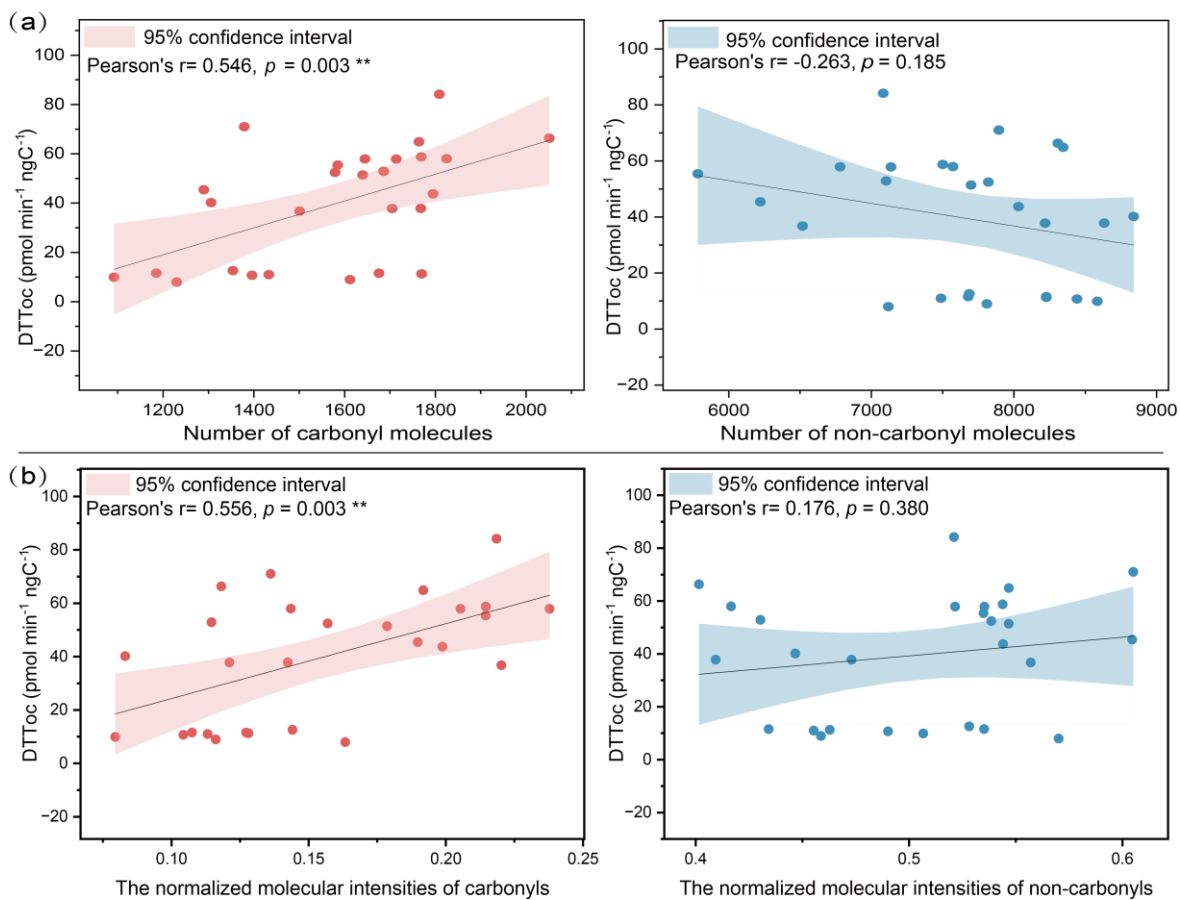 (a)
95% confidence interval
Pearson's r= 0.546, p = 0.003 **
100
80
60
40
20
0
−20
DTToc (pmol min⁻¹ ngC⁻¹)
1200 1400 1600 1800 2000
Number of carbonyl molecules
95% confidence interval
Pearson's r= -0.263, p = 0.185
100
80
60
40
20
0
−20
DTToc (pmol min⁻¹ ngC⁻¹)
6000 7000 8000 9000
Number of non-carbonyl molecules
(b)
95% confidence interval
Pearson's r= 0.556, p = 0.003 **
100
80
60
40
20
0
−20
DTToc (pmol min⁻¹ ngC⁻¹)
0.10 0.15 0.20 0.25
The normalized molecular intensities of carbonyls
95% confidence interval
Pearson's r= 0.176, p = 0.380
100
80
60
40
20
0
−20
DTToc (pmol min⁻¹ ngC⁻¹)
0.4 0.5 0.6
The normalized molecular intensities of non-carbonyls